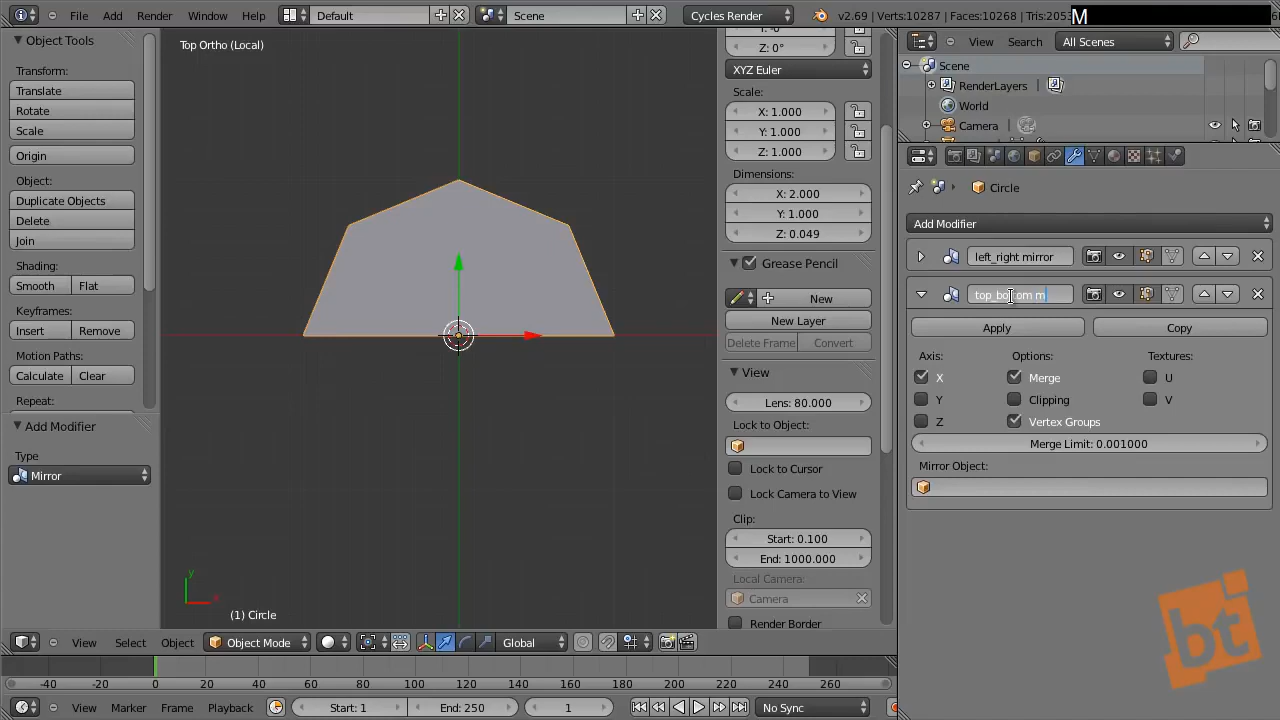 File Add Render Window Help Default Scene Cycles Render v2.69 | Verts:10287 | Faces:10268 | M
Object Tools
Transform:
Translate
Rotate
Scale
Origin
Object:
Duplicate Objects
Delete
Join
Shading:
Smooth Flat
Keyframes:
Insert Remove
Motion Paths:
Calculate Clear
Repeat:
Add Modifier
Type
Mirror
Top Ortho (Local)
y
x
(1) Circle
Z: 0°
XYZ Euler
Scale:
X: 1.000
Y: 1.000
Z: 1.000
Dimensions:
X: 2.000
Y: 1.000
Z: 0.049
Grease Pencil
New
New Layer
Delete Frame Convert
View
Lens: 80.000
Lock to Object:
Lock to Cursor
Lock Camera to View
Clip:
Start: 0.100
End: 1000.000
Local Camera:
Camera
Render Border
View Search All Scenes
Scene
RenderLayers |
World
Camera |
Circle
Add Modifier
left_right mirror
top_bottom m
Apply Copy
Axis: Options: Textures:
X Merge U
Y Clipping V
Z Vertex Groups
Merge Limit: 0.001000
Mirror Object:
bt
View Select Object Object Mode Global
-40 -20 0 20 40 60 80 100 120 140 160 180 200 220 240 260
View Marker Frame Playback Start: 1 End: 250 1 No Sync